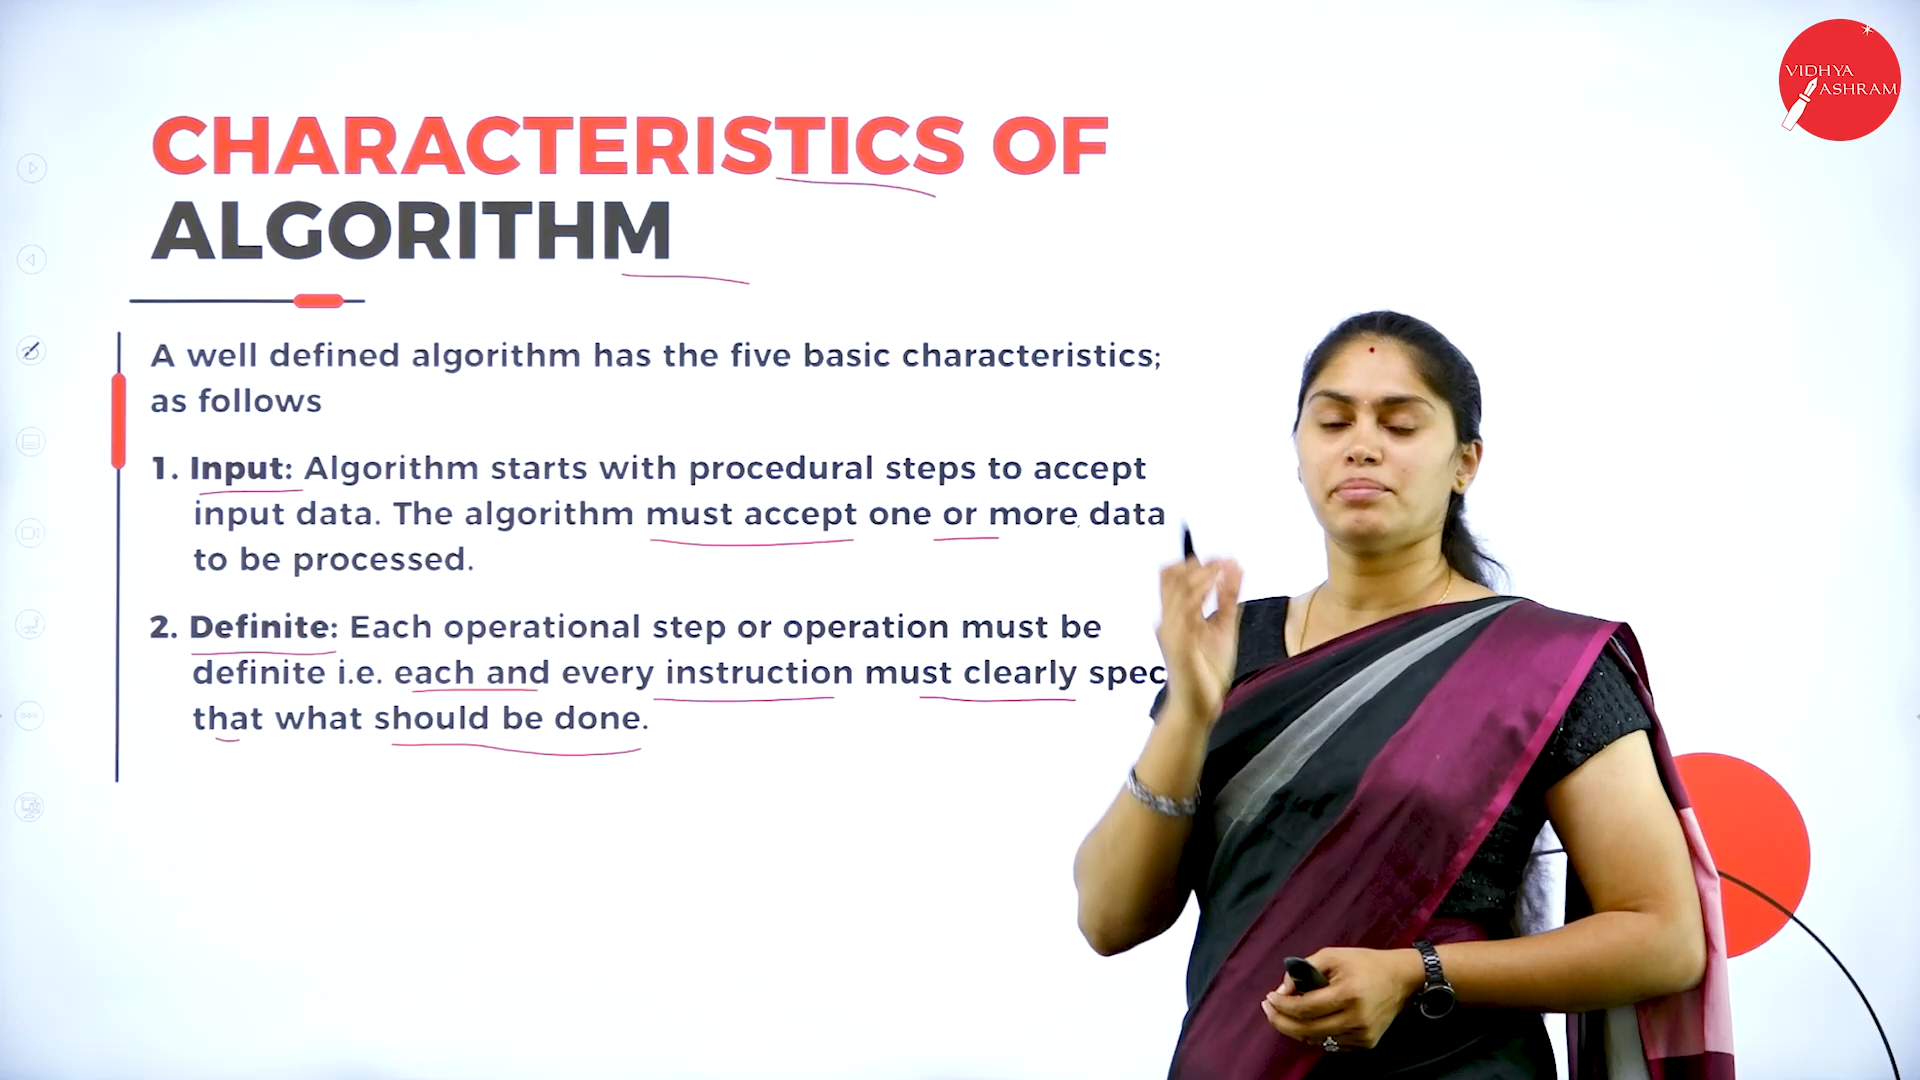 VIDHYA
ASHRAM
CHARACTERISTICS OF
ALGORITHM
A well defined algorithm has the five basic characteristics;
as follows
1. Input: Algorithm starts with procedural steps to accept
input data. The algorithm must accept one or more data
to be processed.
2. Definite: Each operational step or operation must be
definite i.e. each and every instruction must clearly spec
that what should be done.